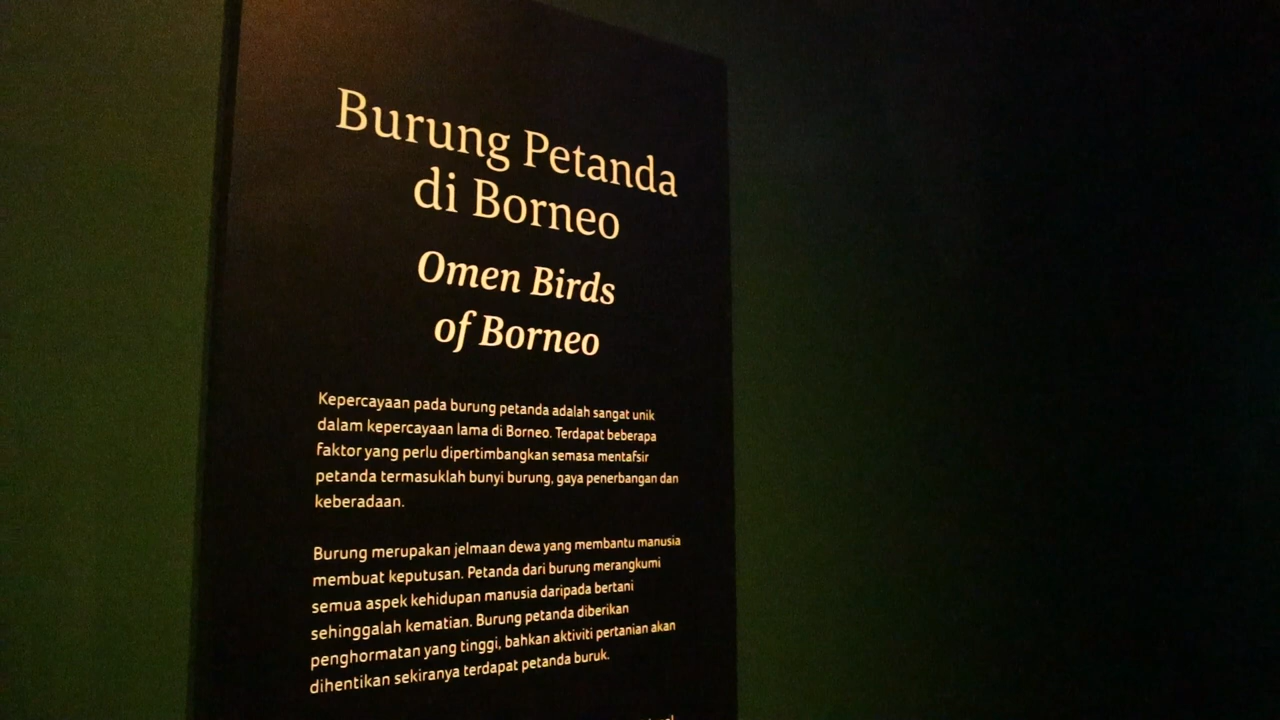 Burung Petanda
di Borneo
Omen Birds
of Borneo
Kepercayaan pada burung petanda adalah sangat unik
dalam kepercayaan lama di Borneo. Terdapat beberapa
faktor yang perlu dipertimbangkan semasa mentafsir
petanda termasuklah bunyi burung, gaya penerbangan dan
keberadaan.
Burung merupakan jelmaan dewa yang membantu manusia
membuat keputusan. Petanda dari burung merangkumi
semua aspek kehidupan manusia daripada bertani
sehinggalah kematian. Burung petanda diberikan
penghormatan yang tinggi, bahkan aktiviti pertanian akan
dihentikan sekiranya terdapat petanda buruk.